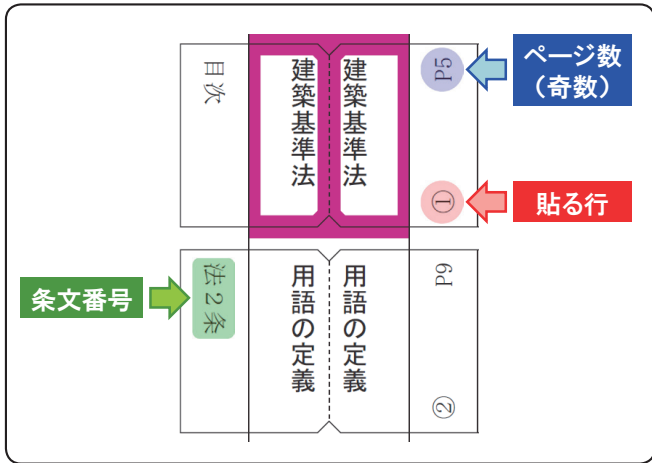 ページ数
（奇数）
P5
建築基準法
建築基準法
目次
①
貼る行
P9
用語の定義
用語の定義
法2条
条文番号
②